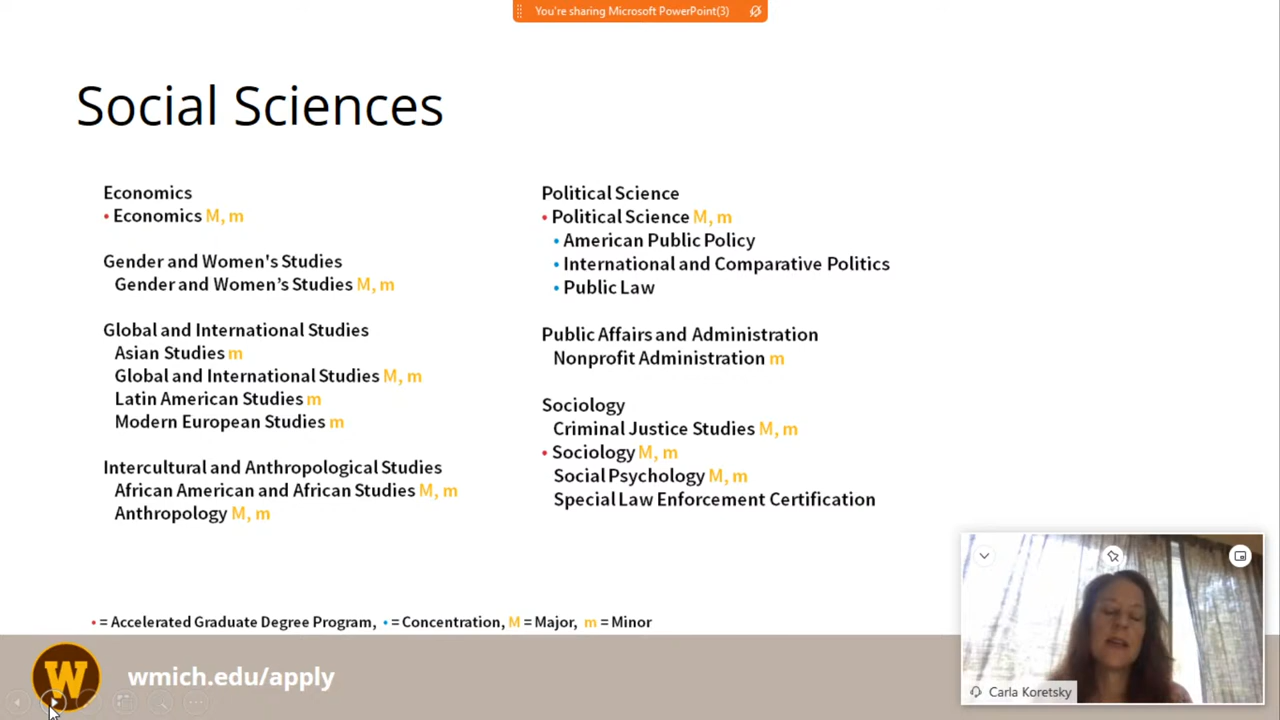 You're sharing Microsoft PowerPoint(3)
Social Sciences
Economics
• Economics M, m
Gender and Women's Studies
Gender and Women’s Studies M, m
Global and International Studies
Asian Studies m
Global and International Studies M, m
Latin American Studies m
Modern European Studies m
Intercultural and Anthropological Studies
African American and African Studies M, m
Anthropology M, m
Political Science
• Political Science M, m
• American Public Policy
• International and Comparative Politics
• Public Law
Public Affairs and Administration
Nonprofit Administration m
Sociology
Criminal Justice Studies M, m
• Sociology M, m
Social Psychology M, m
Special Law Enforcement Certification
• = Accelerated Graduate Degree Program, • = Concentration, M = Major, m = Minor
W
wmich.edu/apply
Carla Koretsky